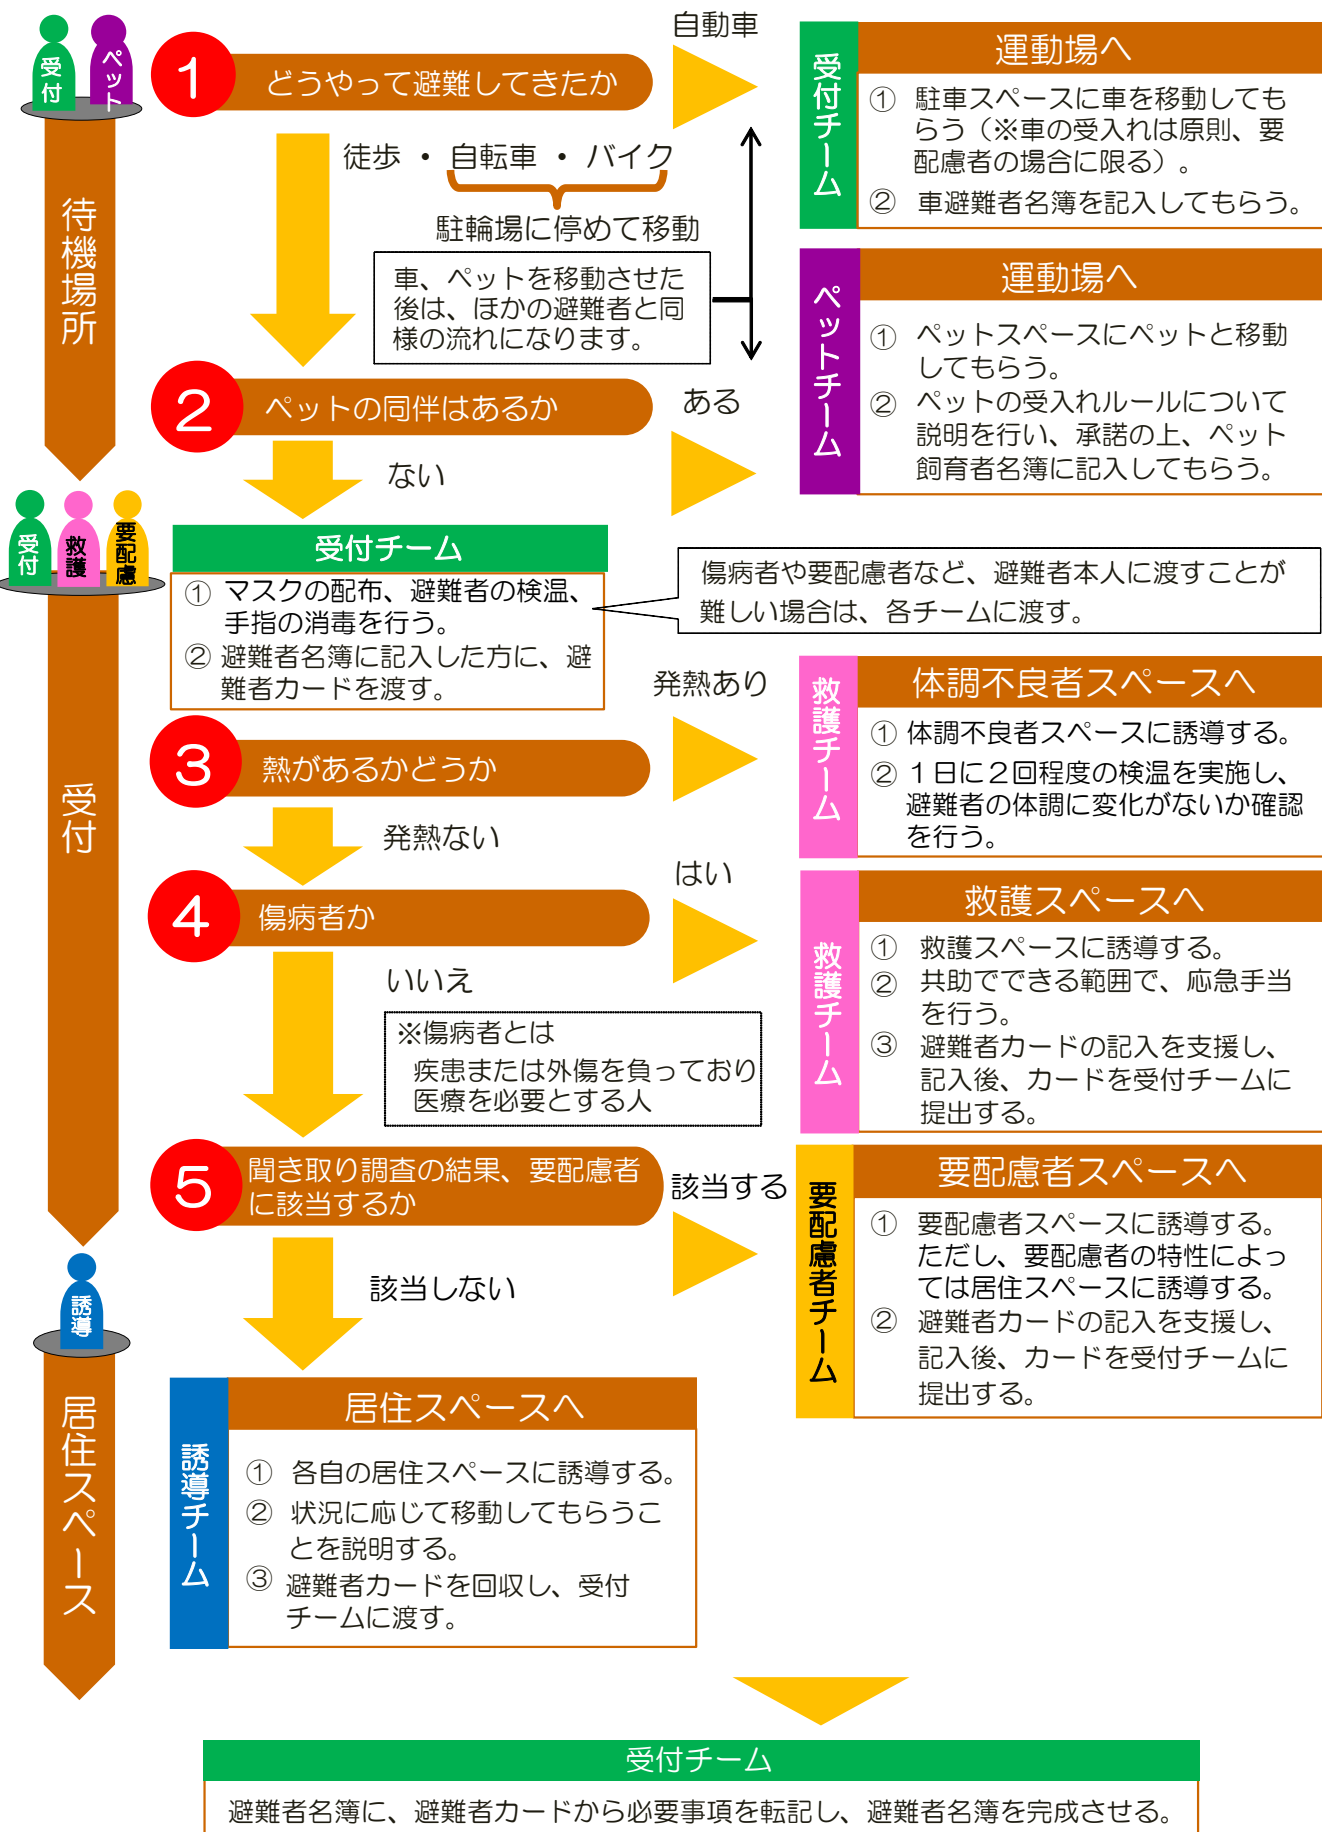 受付
ペット
待機場所
1
どうやって避難してきたか
自動車
徒歩 ・ 自転車 ・ バイク
駐輪場に停めて移動
車、ペットを移動させた
後は、ほかの避難者と同
様の流れになります。
受付チーム
運動場へ
① 駐車スペースに車を移動しても
らう（※車の受入れは原則、要
配慮者の場合に限る）。
② 車避難者名簿を記入してもらう。
ペットチーム
運動場へ
① ペットスペースにペットと移動
してもらう。
② ペットの受入れルールについて
説明を行い、承諾の上、ペット
飼育者名簿に記入してもらう。
2
ペットの同伴はあるか
ある
ない
受付
救護
要配慮
受付
受付チーム
① マスクの配布、避難者の検温、
手指の消毒を行う。
② 避難者名簿に記入した方に、避
難者カードを渡す。
傷病者や要配慮者など、避難者本人に渡すことが
難しい場合は、各チームに渡す。
3
熱があるかどうか
発熱あり
発熱ない
救護チーム
体調不良者スペースへ
① 体調不良者スペースに誘導する。
② １日に２回程度の検温を実施し、
避難者の体調に変化がないか確認
を行う。
4
傷病者か
はい
いいえ
※傷病者とは
疾患または外傷を負っており
医療を必要とする人
救護チーム
救護スペースへ
① 救護スペースに誘導する。
② 共助でできる範囲で、応急手当
を行う。
③ 避難者カードの記入を支援し、
記入後、カードを受付チームに
提出する。
5
聞き取り調査の結果、要配慮者
に該当するか
該当する
該当しない
要配慮者チーム
要配慮者スペースへ
① 要配慮者スペースに誘導する。
ただし、要配慮者の特性によっ
ては居住スペースに誘導する。
② 避難者カードの記入を支援し、
記入後、カードを受付チームに
提出する。
誘導
居住スペース
誘導チーム
居住スペースへ
① 各自の居住スペースに誘導する。
② 状況に応じて移動してもらうこ
とを説明する。
③ 避難者カードを回収し、受付
チームに渡す。
受付チーム
避難者名簿に、避難者カードから必要事項を転記し、避難者名簿を完成させる。